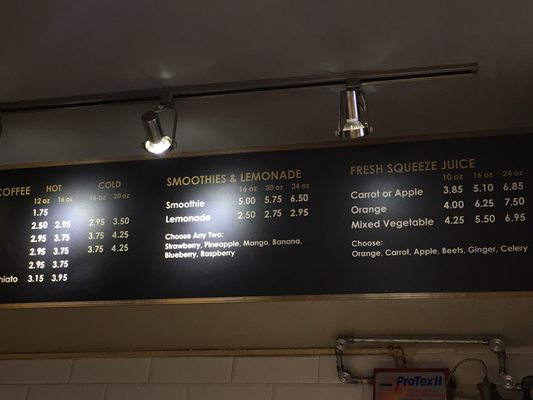 COFFEE HOT COLD
12 oz 16 oz 16 oz 20 oz
1.75
2.50 2.95 2.95 3.50
2.95 3.75 3.75 4.25
2.95 3.75 3.75 4.25
2.95 3.75
hiato 3.15 3.95
SMOOTHIES & LEMONADE
16 oz 20 oz 24 oz
Smoothie 5.00 5.75 6.50
Lemonade 2.50 2.75 2.95
Choose Any Two:
Strawberry, Pineapple, Mango, Banana,
Blueberry, Raspberry
FRESH SQUEEZE JUICE
10 oz 16 oz 24 oz
Carrot or Apple 3.85 5.10 6.85
Orange 4.00 6.25 7.50
Mixed Vegetable 4.25 5.50 6.95
Choose:
Orange, Carrot, Apple, Beets, Ginger, Celery
ProTex II